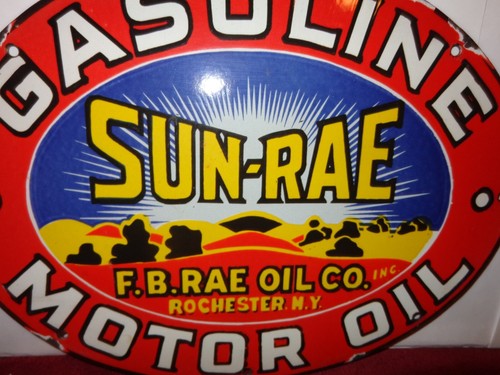 GASOLINE
SUN-RAE
F.B. RAE OIL CO. INC
ROCHESTER. N.Y.
MOTOR OIL